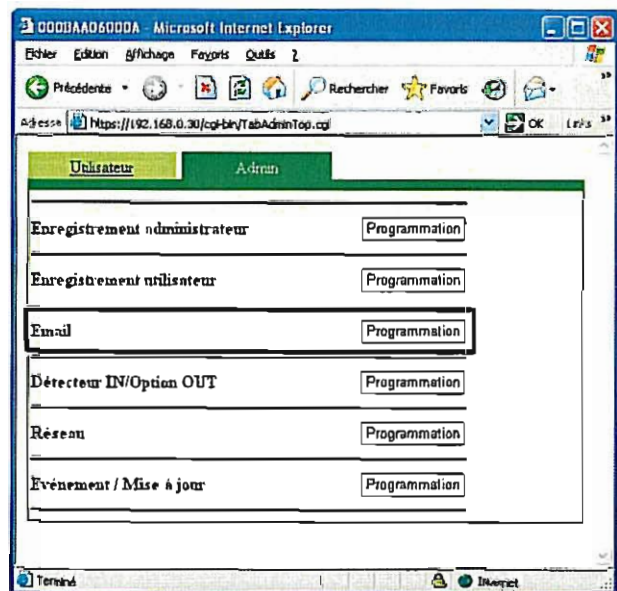 000BAA06000A - Microsoft Internet Explorer
Fichier Edition Affichage Favoris Outils ?
Précédente Rechercher Favoris »
Adresse https://192.168.0.30/cgi-bin/TabAdminTop.cgi OK Links »
Utilisateur Admin
Enregistrement administrateur Programmation
Enregistrement utilisateur Programmation
Email Programmation
Détecteur IN/Option OUT Programmation
Réseau Programmation
Evénement / Mise à jour Programmation
Terminé Internet